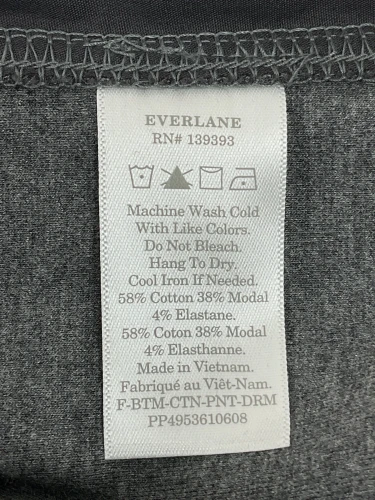 EVERLANE
RN# 139393
Machine Wash Cold
With Like Colors.
Do Not Bleach.
Hang To Dry.
Cool Iron If Needed.
58% Cotton 38% Modal
4% Elastane.
58% Coton 38% Modal
4% Elasthanne.
Made in Vietnam.
Fabriqué au Viêt-Nam.
F-BTM-CTN-PNT-DRM
PP4953610608